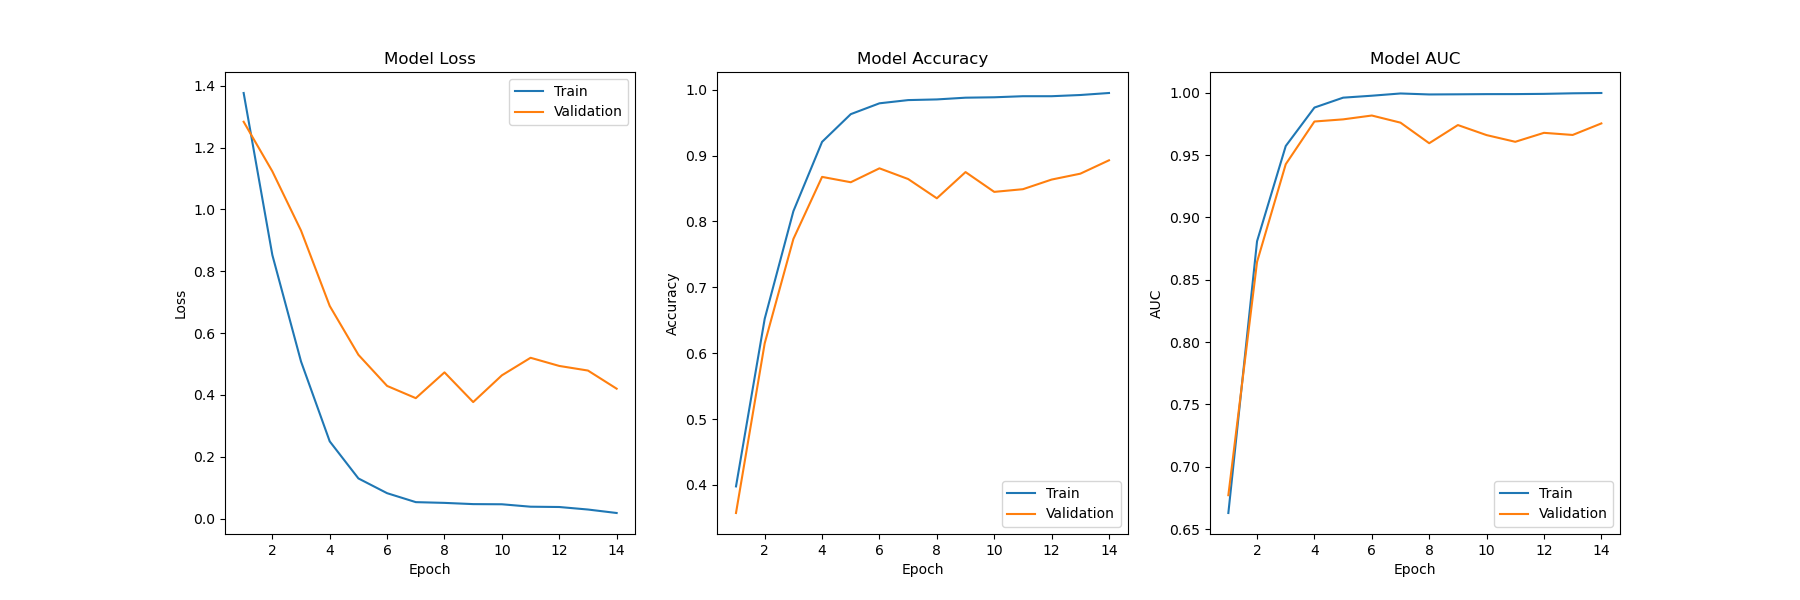 Model Loss
1.4
1.2
1.0
0.8
0.6
0.4
0.2
0.0
Loss
2 4 6 8 10 12 14
Epoch
Train
Validation
Model Accuracy
1.0
0.9
0.8
0.7
0.6
0.5
0.4
Accuracy
2 4 6 8 10 12 14
Epoch
Train
Validation
Model AUC
1.00
0.95
0.90
0.85
0.80
0.75
0.70
0.65
AUC
2 4 6 8 10 12 14
Epoch
Train
Validation